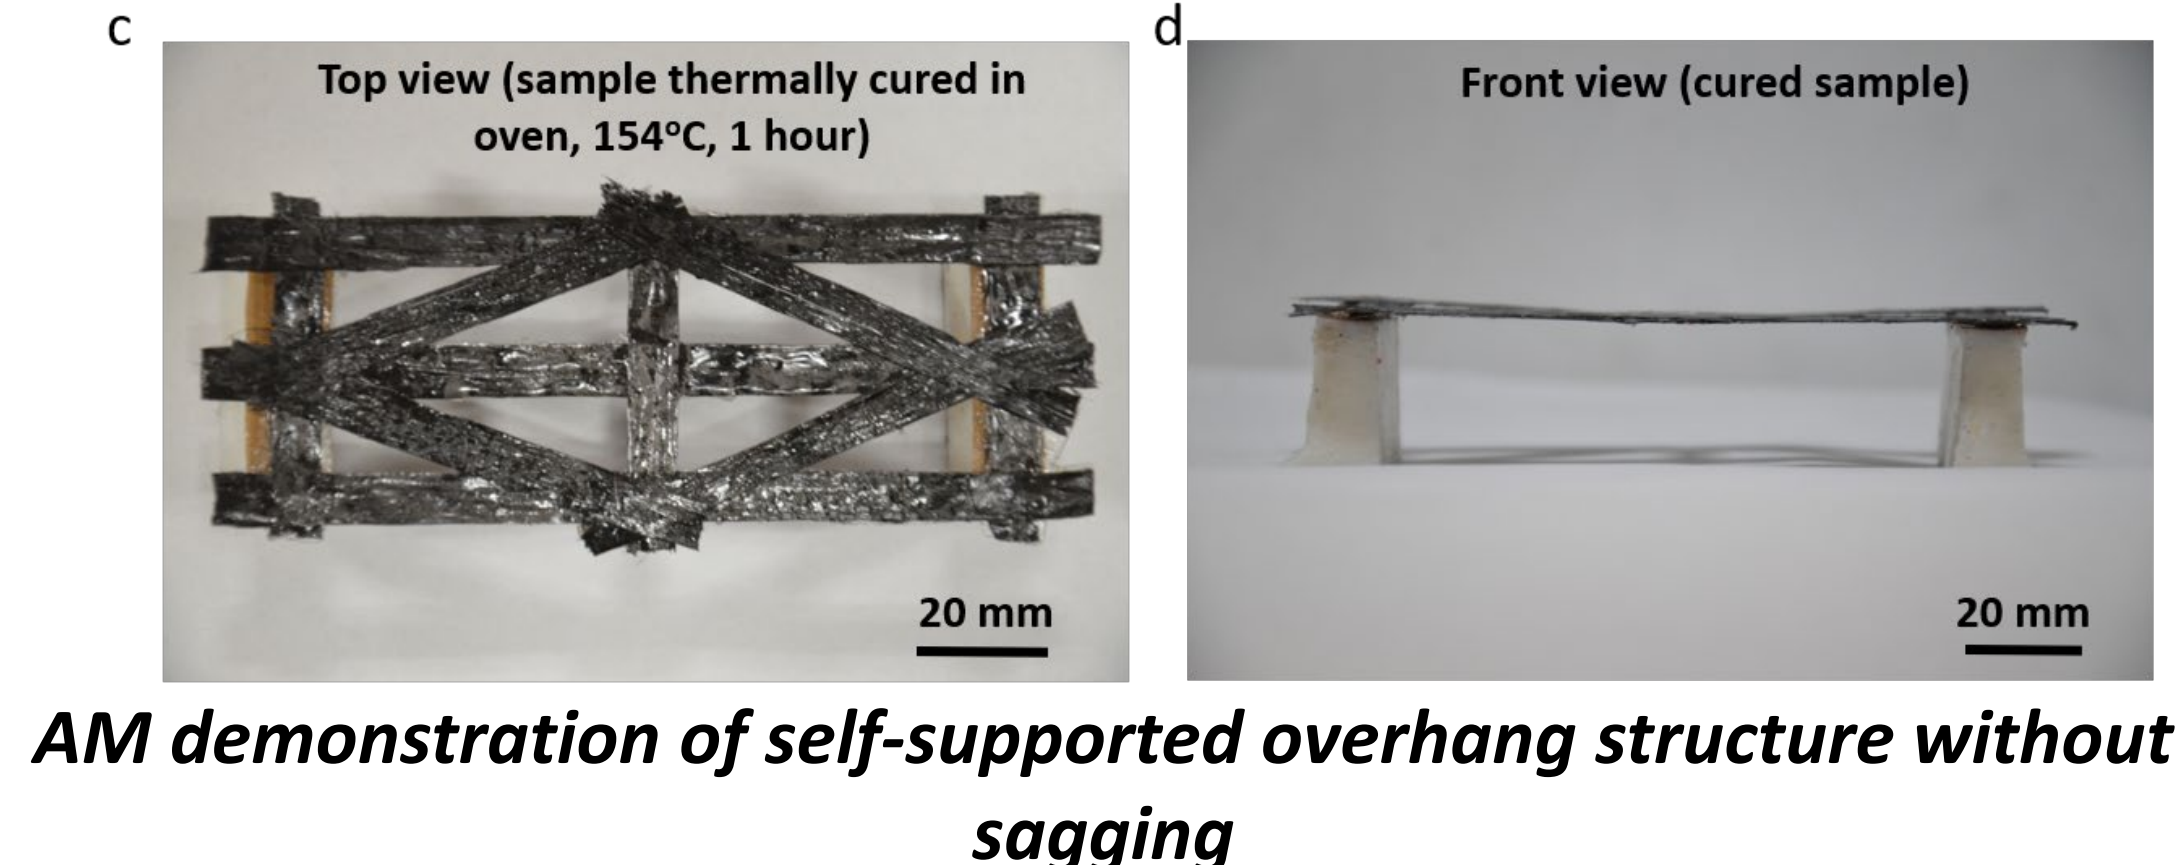 c
Top view (sample thermally cured in
oven, 154°C, 1 hour)
20 mm
d
Front view (cured sample)
20 mm
AM demonstration of self-supported overhang structure without
sagging